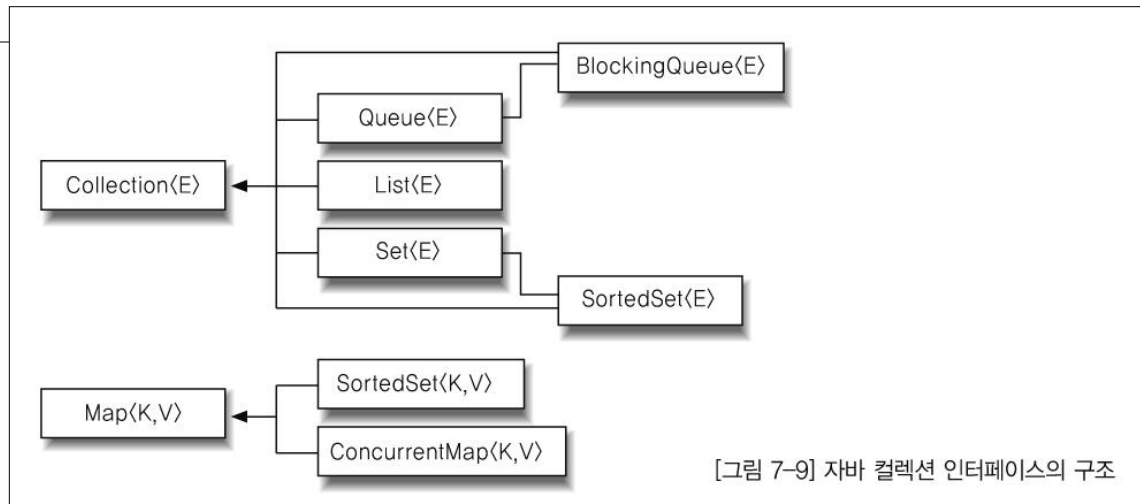 BlockingQueue〈E〉
Queue〈E〉
Collection〈E〉
List〈E〉
Set〈E〉
SortedSet〈E〉
SortedSet〈K,V〉
Map〈K,V〉
ConcurrentMap〈K,V〉
[그림 7-9] 자바 컬렉션 인터페이스의 구조